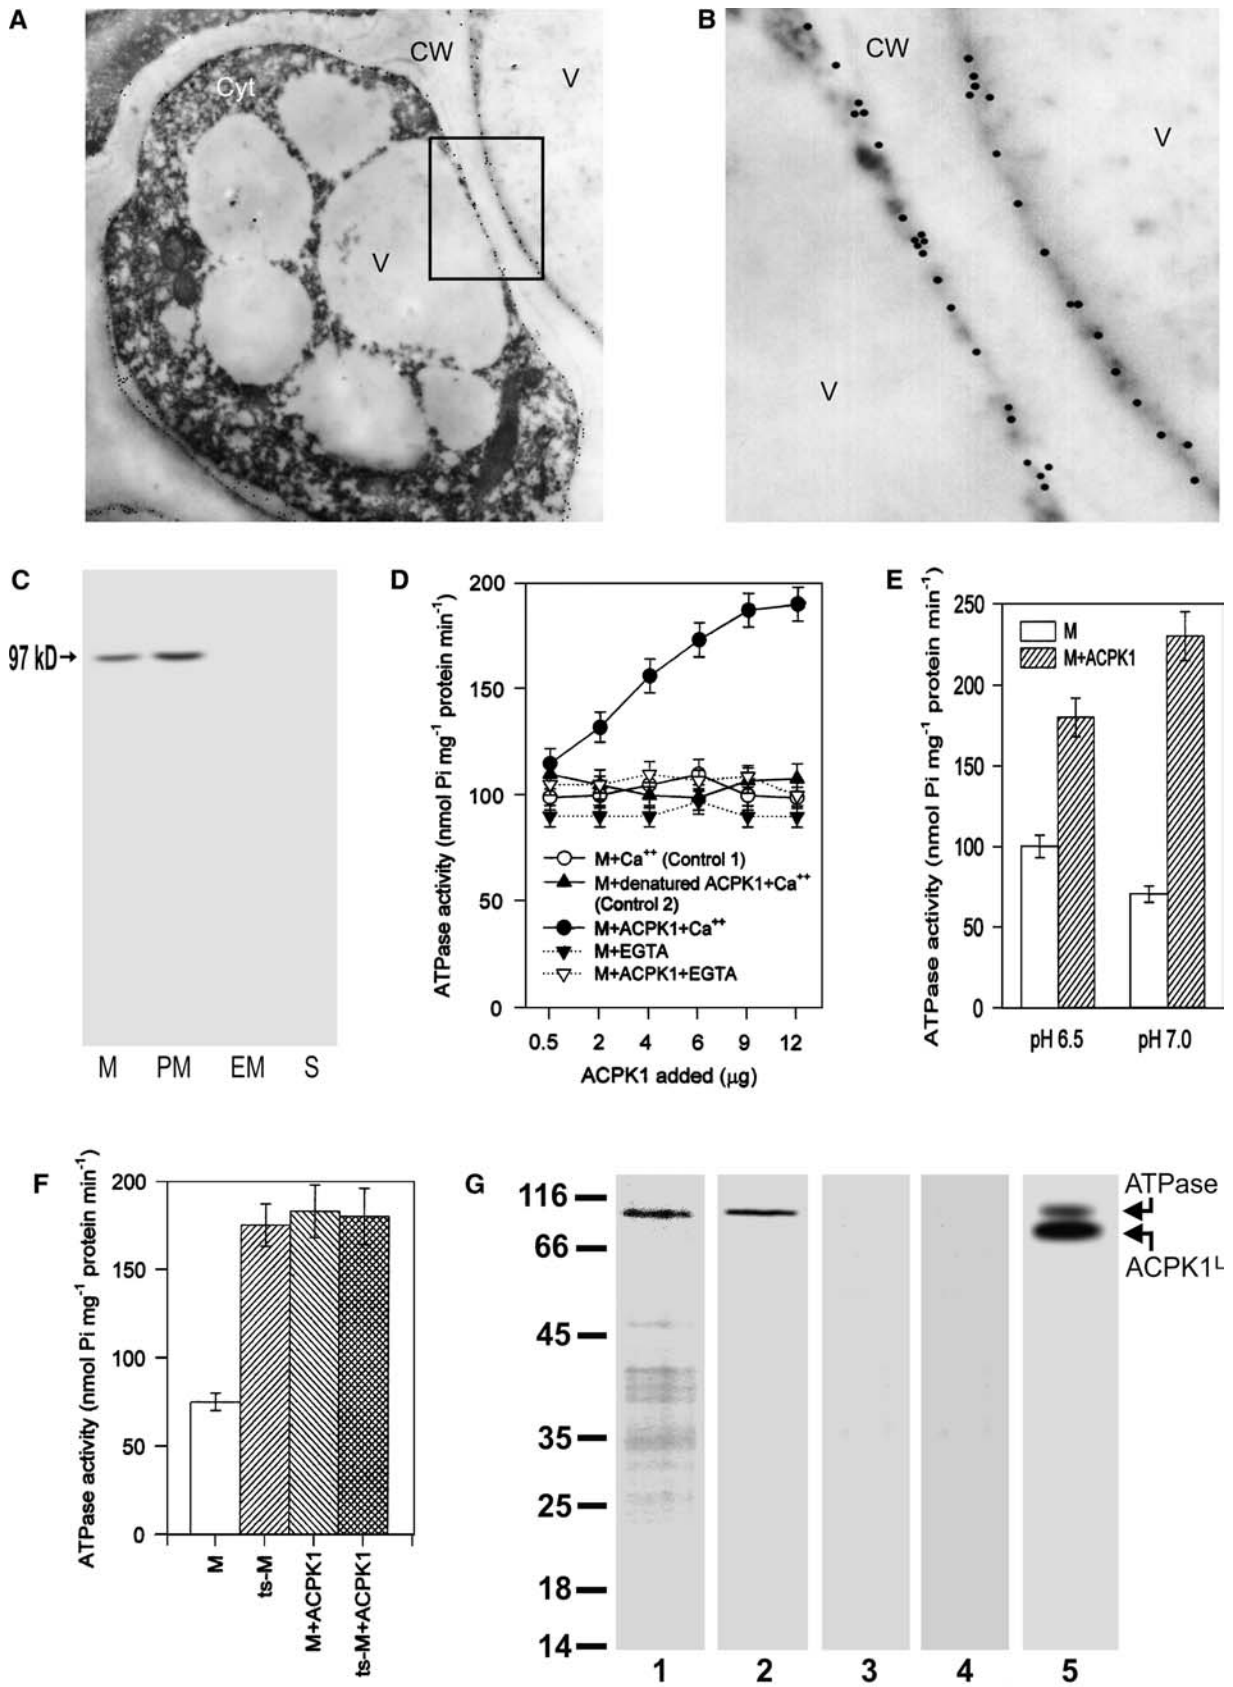 A
Cyt
CW
V
V
B
CW
V
V
C
97 kD→
M PM EM S
D
ATPase activity (nmol Pi mg⁻¹ protein min⁻¹)
200
150
100
50
0
M+Ca⁺⁺ (Control 1)
M+denatured ACPK1+Ca⁺⁺
(Control 2)
M+ACPK1+Ca⁺⁺
M+EGTA
M+ACPK1+EGTA
0.5 2 4 6 9 12
ACPK1 added (µg)
E
ATPase activity (nmol Pi mg⁻¹ protein min⁻¹)
250
200
150
100
50
0
M
M+ACPK1
pH 6.5 pH 7.0
F
ATPase activity (nmol Pi mg⁻¹ protein min⁻¹)
200
150
100
50
0
M
ts-M
M+ACPK1
ts-M+ACPK1
G
116
66
45
35
25
18
14
ATPase
ACPK1ᴸ
1 2 3 4 5